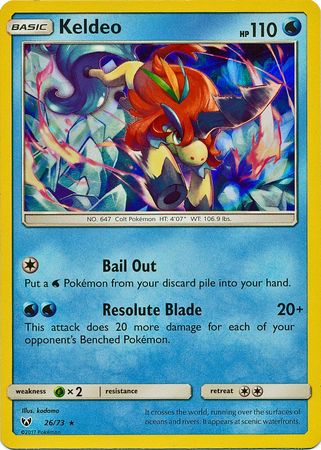 BASIC Keldeo HP 110
NO. 647 Colt Pokémon HT: 4'07" WT: 106.9 lbs.
Bail Out
Put a Pokémon from your discard pile into your hand.
Resolute Blade 20+
This attack does 20 more damage for each of your
opponent's Benched Pokémon.
weakness × 2 resistance retreat
Illus. kodama
26/73 ★
©2017 Pokémon
It crosses the world, running over the surfaces of
oceans and rivers. It appears at scenic waterfronts.